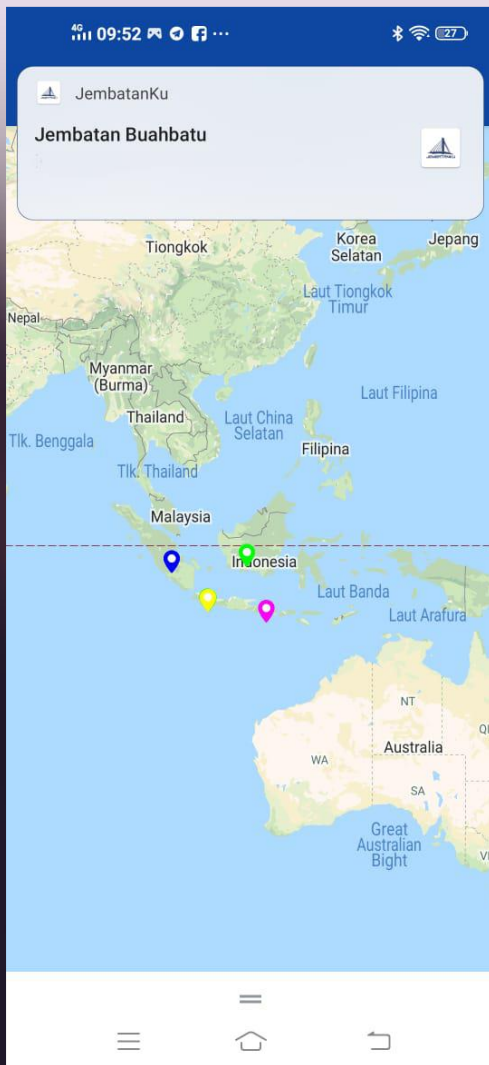 4G 09:52 ... 27
JembatanKu
Jembatan Buahbatu
Tiongkok
Korea
Selatan
Jepang
Laut Tiongkok
Timur
Nepal
Myanmar
(Burma)
Laut Filipina
Thailand
Laut China
Selatan
Tlk. Benggala
Filipina
Tlk. Thailand
Malaysia
Indonesia
Laut Banda
Laut Arafura
NT
Australia
WA
SA
Great
Australian
Bight